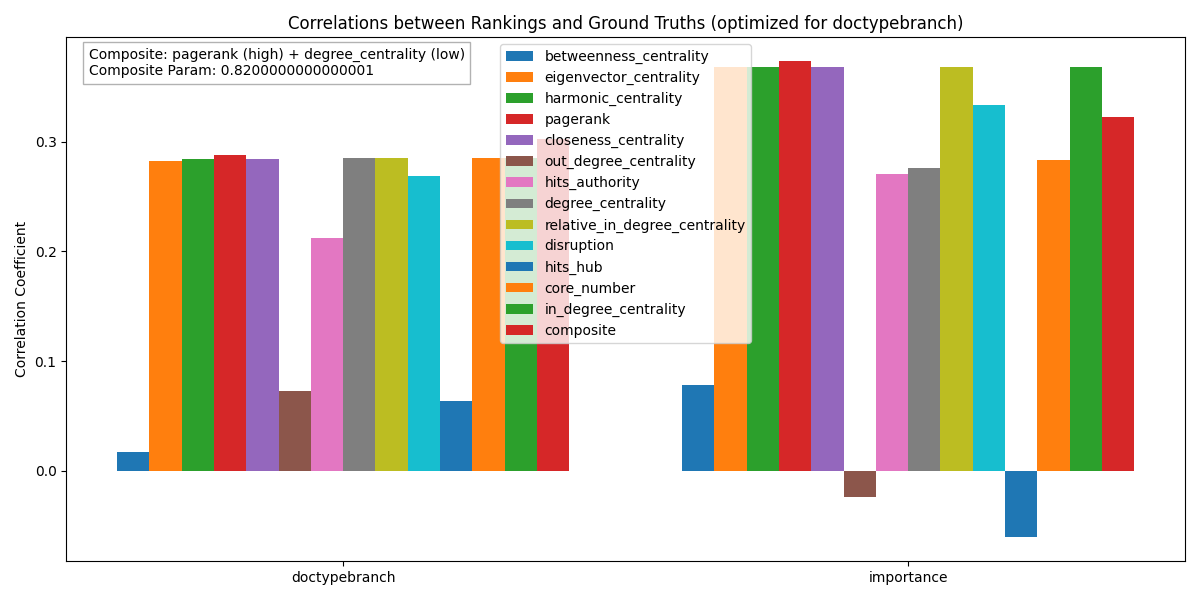 Correlations between Rankings and Ground Truths (optimized for doctypebranch)
Composite: pagerank (high) + degree_centrality (low)
Composite Param: 0.8200000000000001
betweenness_centrality
eigenvector_centrality
harmonic_centrality
pagerank
closeness_centrality
out_degree_centrality
hits_authority
degree_centrality
relative_in_degree_centrality
disruption
hits_hub
core_number
in_degree_centrality
composite
Correlation Coefficient
0.3
0.2
0.1
0.0
doctypebranch
importance